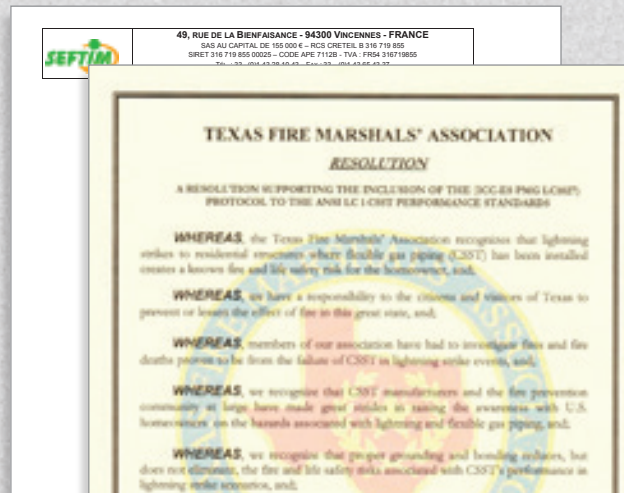 SEFTIM
49, RUE DE LA BIENFAISANCE - 94300 VINCENNES - FRANCE
SAS AU CAPITAL DE 155 000 € – RCS CRETEIL B 316 719 855
SIRET 316 719 855 00025 – CODE APE 7112B - TVA : FR54 316719855
TEXAS FIRE MARSHALS' ASSOCIATION
RESOLUTION
A RESOLUTION SUPPORTING THE INCLUSION OF THE (ICC-ES PMG LC1027)
PROTOCOL TO THE ANSI LC 1-CSST PERFORMANCE STANDARDS
WHEREAS, the Texas Fire Marshals' Association recognizes that lightning
strikes to residential structures where flexible gas piping (CSST) has been installed
creates a known fire and life safety risk for the homeowner, and;
WHEREAS, we have a responsibility to the citizens and visitors of Texas to
prevent or lessen the effect of fire in this great state, and;
WHEREAS, members of our association have had to investigate fires and fire
deaths proven to be from the failure of CSST in lightning strike events, and;
WHEREAS, we recognize that CSST manufacturers and the fire prevention
community at large have made great strides in raising the awareness with U.S.
homeowners on the hazards associated with lightning and flexible gas piping, and;
WHEREAS, we recognize that proper grounding and bonding reduces, but
does not eliminate, the fire and life safety risks associated with CSST's performance in
lightning strike scenarios, and;